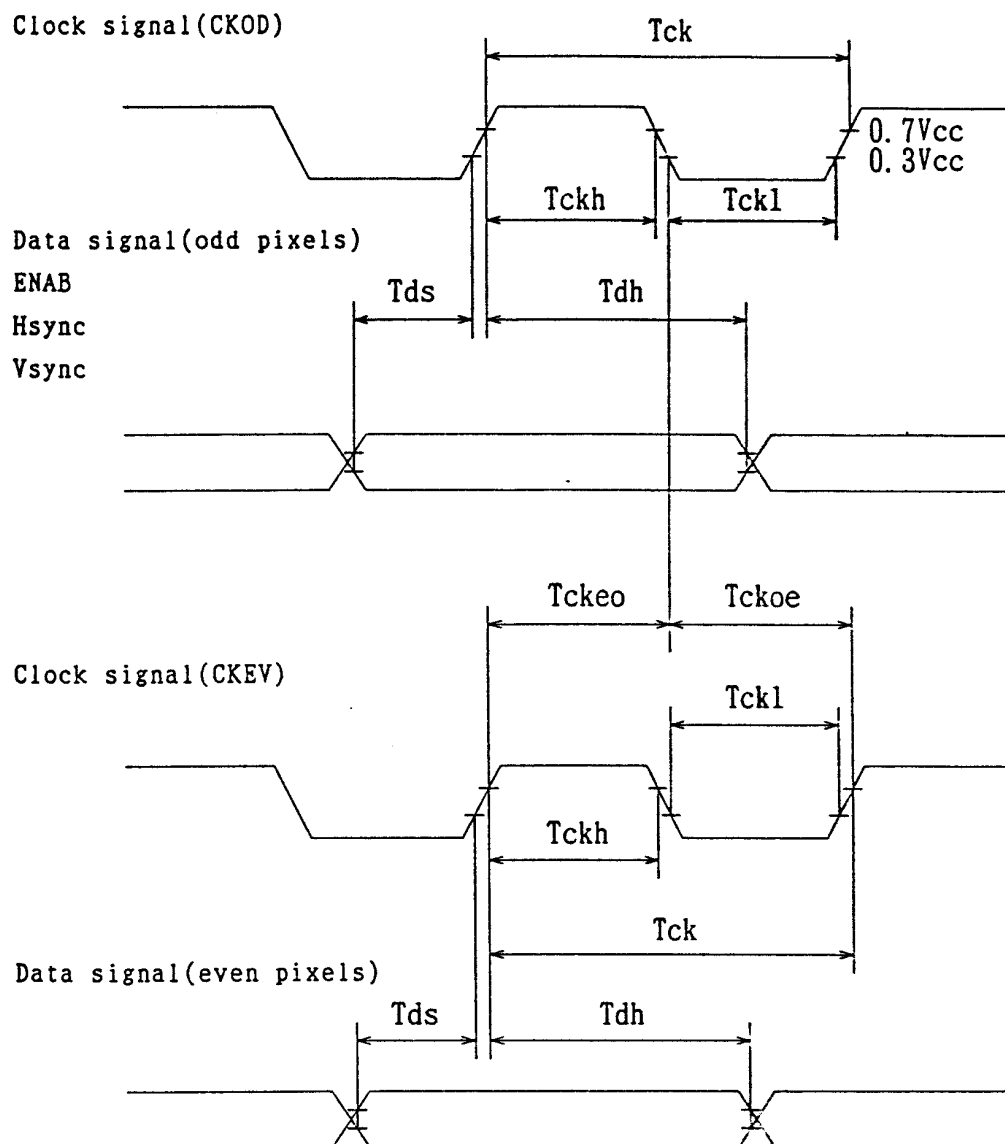 Clock signal(CKOD)
Tck
0.7Vcc
0.3Vcc
Tckh
Tckl
Data signal(odd pixels)
ENAB
Tds
Tdh
Hsync
Vsync
Tckeo
Tckoe
Clock signal(CKEV)
Tckl
Tckh
Tck
Data signal(even pixels)
Tds
Tdh